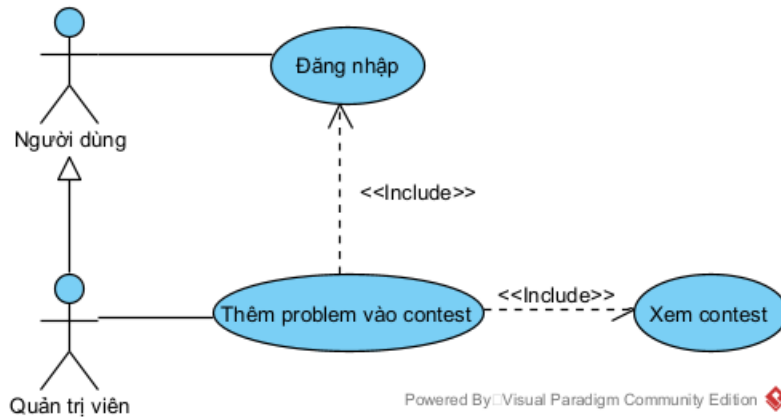 Đăng nhập
Người dùng
<<Include>>
<<Include>>
Thêm problem vào contest
Xem contest
Quản trị viên
Powered By Visual Paradigm Community Edition